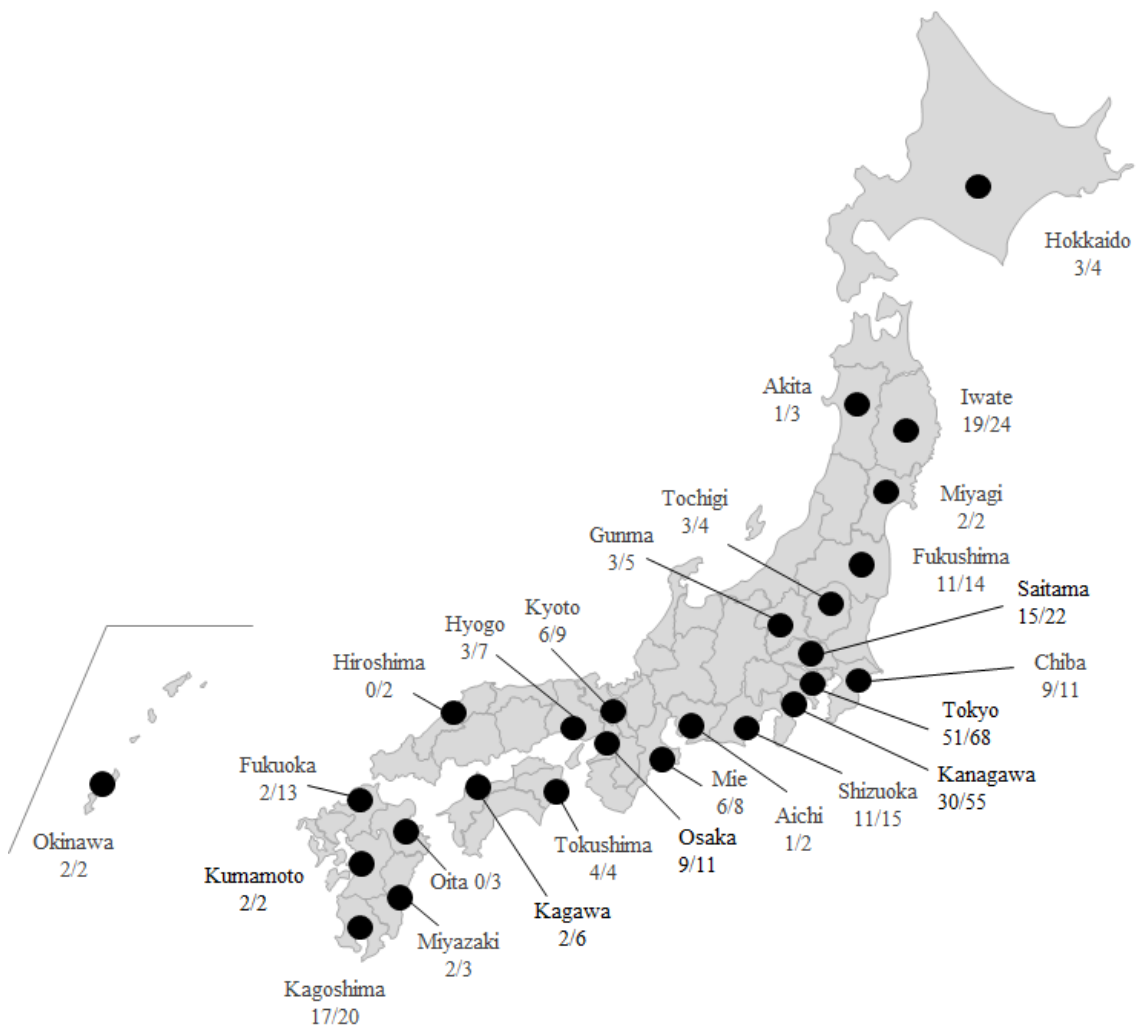 Hokkaido
3/4
Akita
1/3
Iwate
19/24
Tochigi
3/4
Miyagi
2/2
Gunma
3/5
Fukushima
11/14
Saitama
15/22
Kyoto
6/9
Hyogo
3/7
Hiroshima
0/2
Chiba
9/11
Tokyo
51/68
Fukuoka
2/13
Mie
6/8
Shizuoka
11/15
Kanagawa
30/55
Aichi
1/2
Okinawa
2/2
Tokushima
4/4
Osaka
9/11
Kumamoto
2/2
Oita 0/3
Kagawa
2/6
Miyazaki
2/3
Kagoshima
17/20